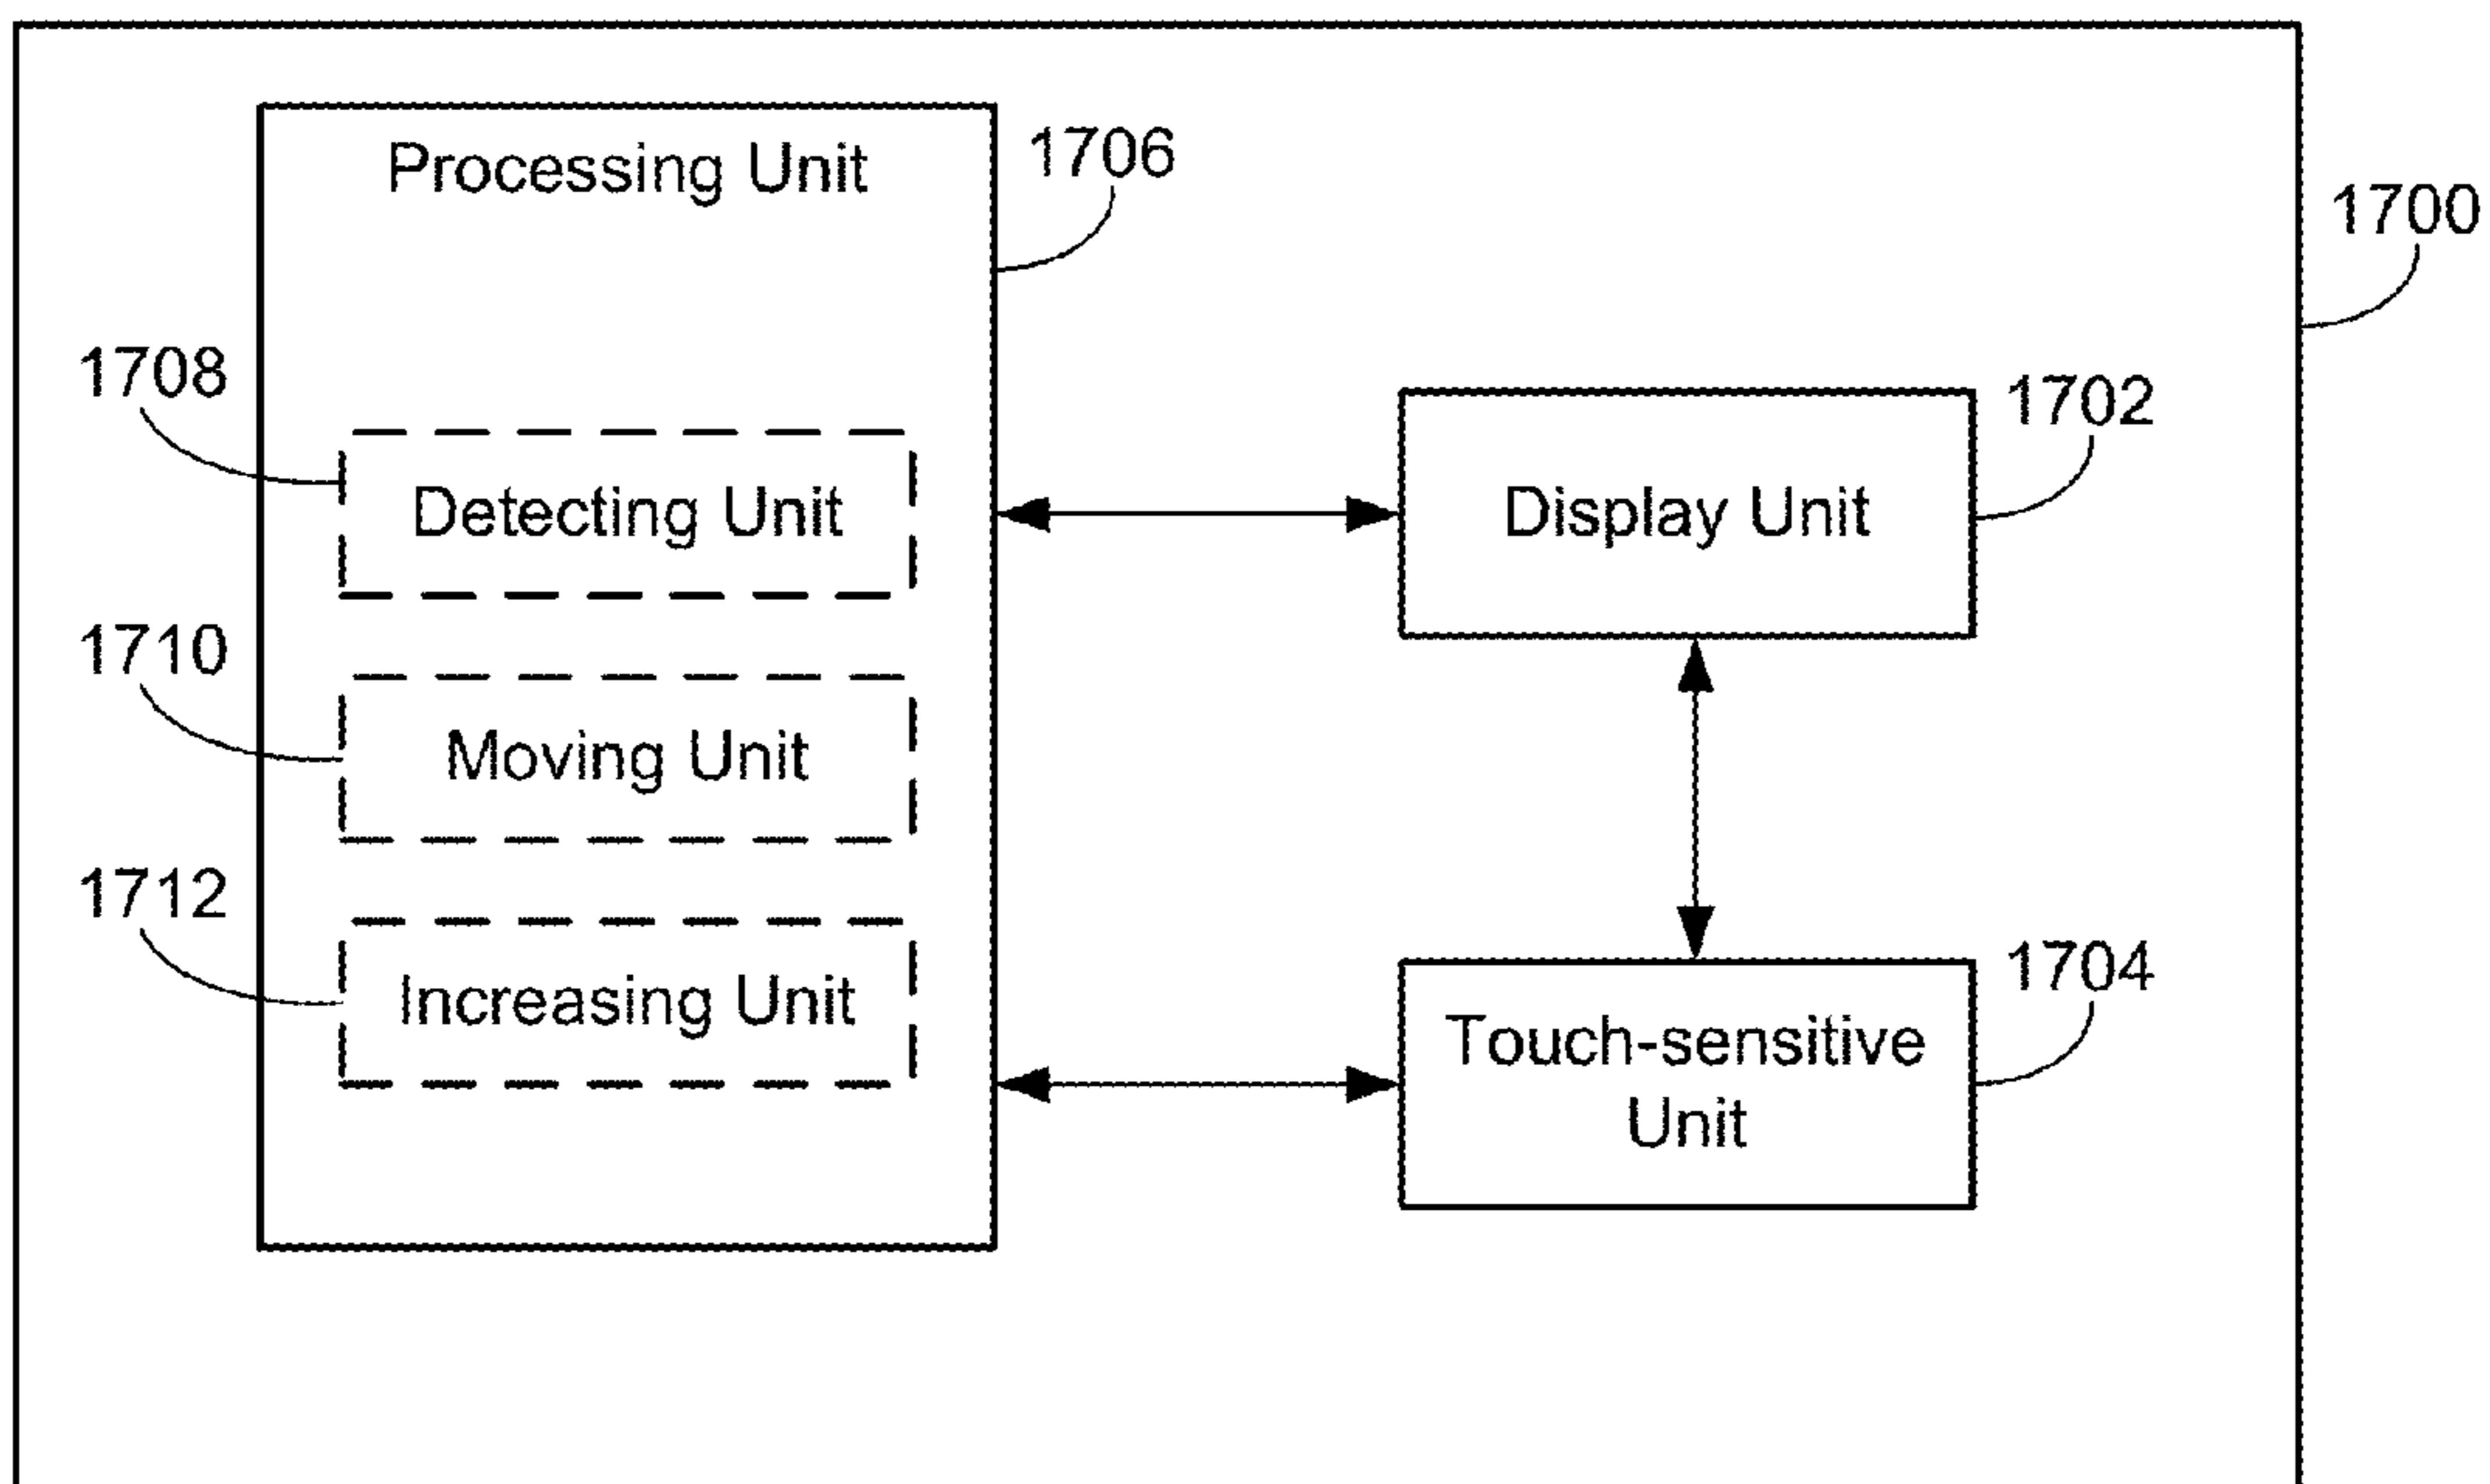 Processing Unit
1706
1700
1708
1702
Detecting Unit
Display Unit
1710
Moving Unit
1712
1704
Increasing Unit
Touch-sensitive
Unit